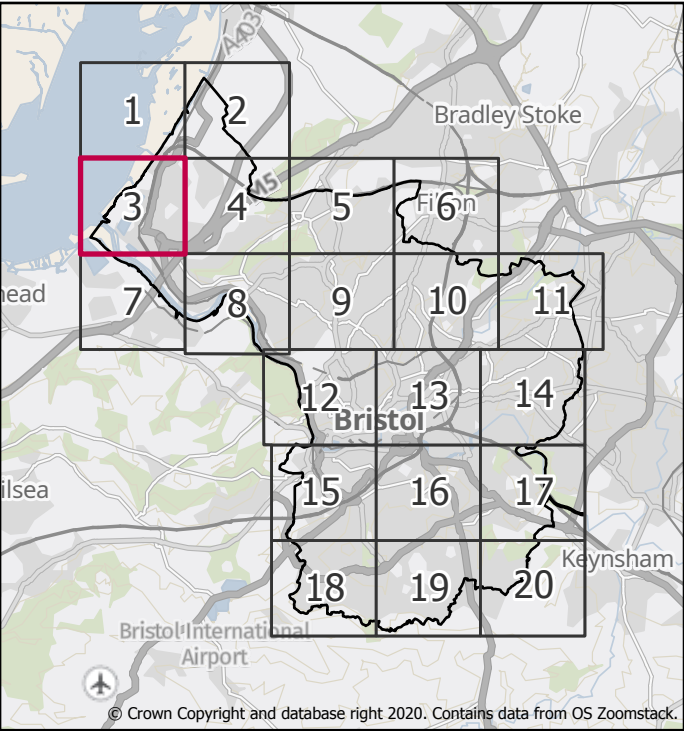 A403
1
2
Bradley Stoke
M5
3
4
5
6
Filton
head
7
8
9
10
11
12
13
14
Bristol
ilsea
15
16
17
Keynsham
18
19
20
Bristol International
Airport
© Crown Copyright and database right 2020. Contains data from OS Zoomstack.